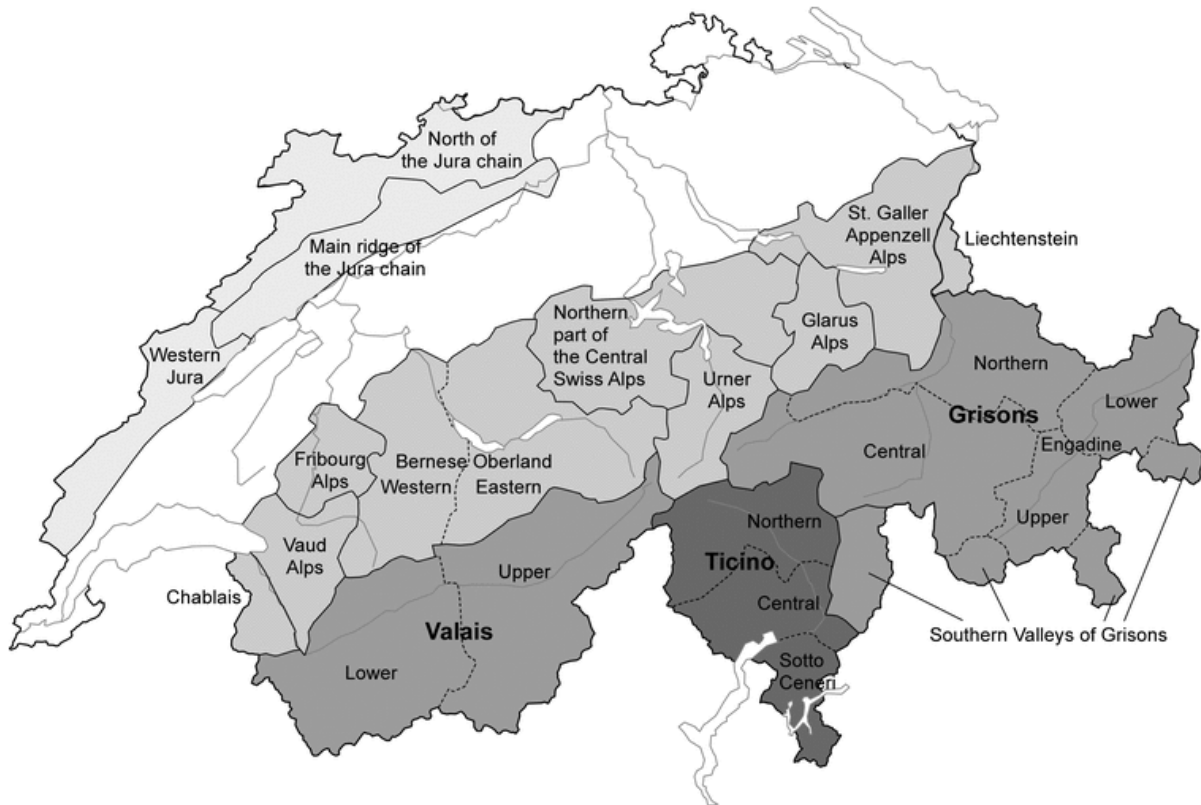 North of
the Jura chain
Main ridge of
the Jura chain
Western
Jura
St. Galler
Appenzell
Alps
Liechtenstein
Northern
part of
the Central
Swiss Alps
Glarus
Alps
Urner
Alps
Northern
Grisons
Lower
Central
Engadine
Upper
Fribourg
Alps
Bernese Oberland
Western Eastern
Vaud
Alps
Chablais
Upper
Valais
Lower
Northern
Ticino
Central
Sotto
Ceneri
Southern Valleys of Grisons